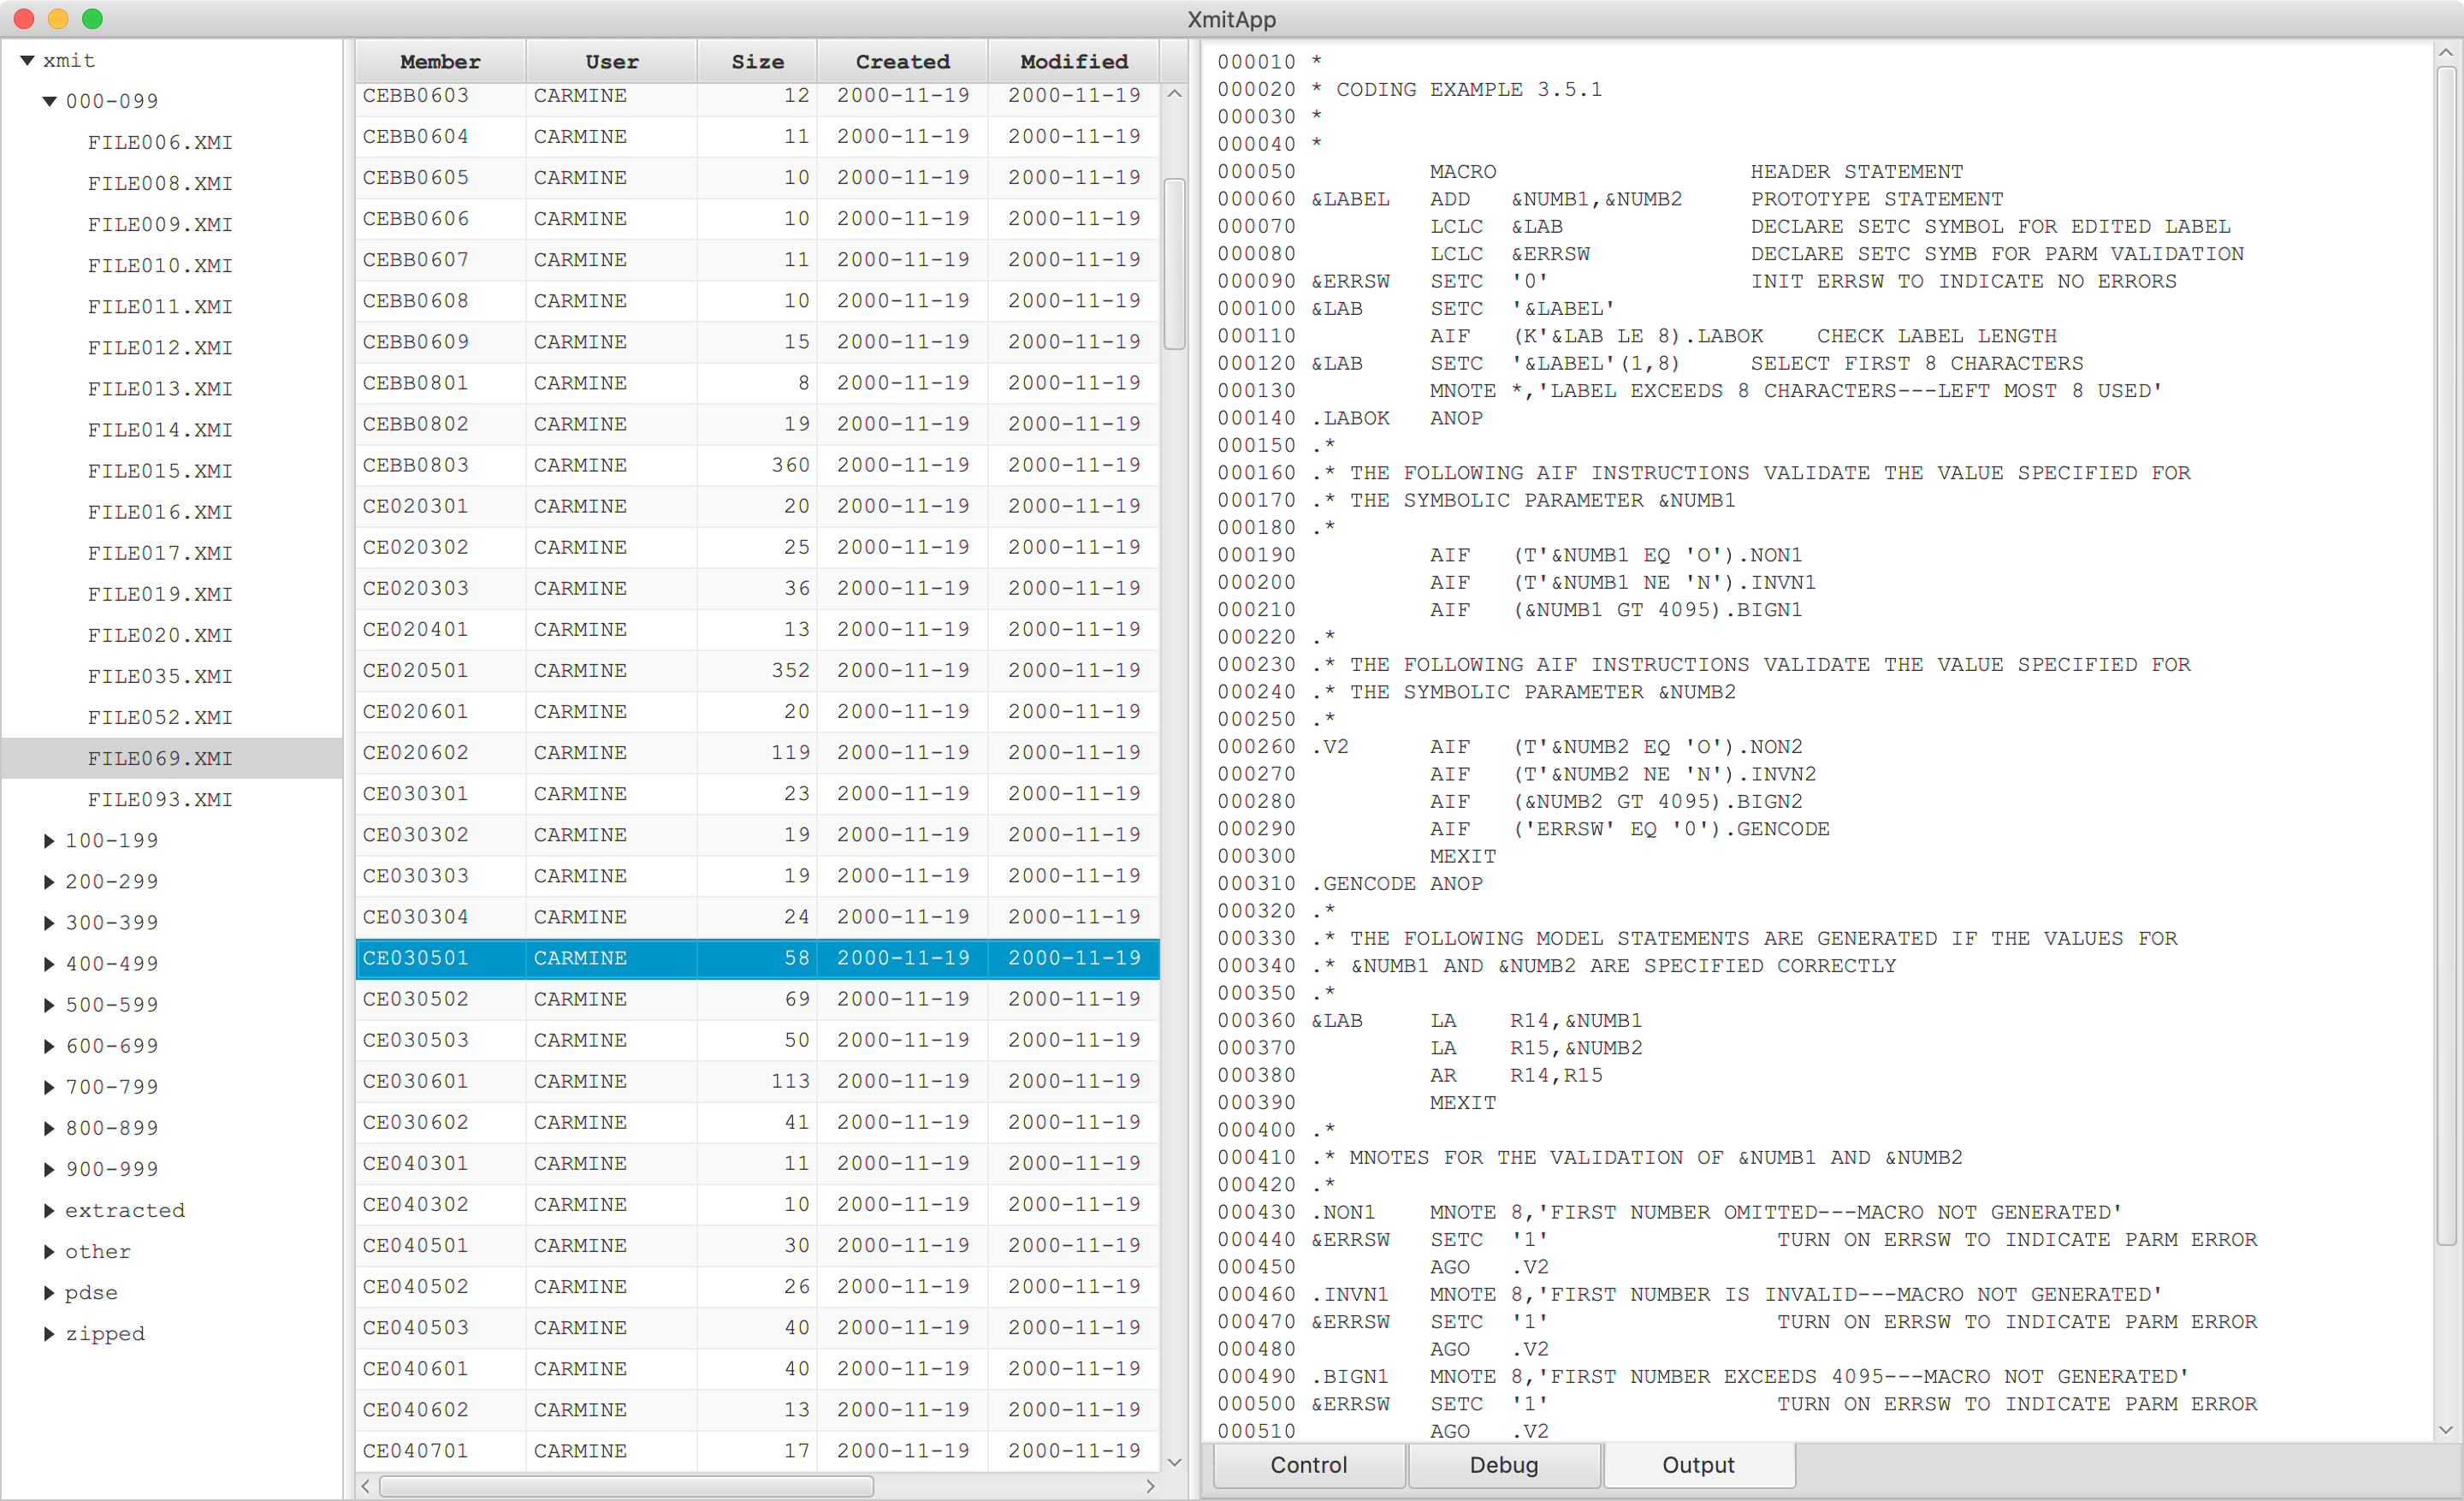 XmitApp
xmit
000-099
FILE006.XMI
FILE008.XMI
FILE009.XMI
FILE010.XMI
FILE011.XMI
FILE012.XMI
FILE013.XMI
FILE014.XMI
FILE015.XMI
FILE016.XMI
FILE017.XMI
FILE019.XMI
FILE020.XMI
FILE035.XMI
FILE052.XMI
FILE069.XMI
FILE093.XMI
100-199
200-299
300-399
400-499
500-599
600-699
700-799
800-899
900-999
extracted
other
pdse
zipped
Member User Size Created Modified
CEBB0603 CARMINE 12 2000-11-19 2000-11-19
CEBB0604 CARMINE 11 2000-11-19 2000-11-19
CEBB0605 CARMINE 10 2000-11-19 2000-11-19
CEBB0606 CARMINE 10 2000-11-19 2000-11-19
CEBB0607 CARMINE 11 2000-11-19 2000-11-19
CEBB0608 CARMINE 10 2000-11-19 2000-11-19
CEBB0609 CARMINE 15 2000-11-19 2000-11-19
CEBB0801 CARMINE 8 2000-11-19 2000-11-19
CEBB0802 CARMINE 19 2000-11-19 2000-11-19
CEBB0803 CARMINE 360 2000-11-19 2000-11-19
CE020301 CARMINE 20 2000-11-19 2000-11-19
CE020302 CARMINE 25 2000-11-19 2000-11-19
CE020303 CARMINE 36 2000-11-19 2000-11-19
CE020401 CARMINE 13 2000-11-19 2000-11-19
CE020501 CARMINE 352 2000-11-19 2000-11-19
CE020601 CARMINE 20 2000-11-19 2000-11-19
CE020602 CARMINE 119 2000-11-19 2000-11-19
CE030301 CARMINE 23 2000-11-19 2000-11-19
CE030302 CARMINE 19 2000-11-19 2000-11-19
CE030303 CARMINE 19 2000-11-19 2000-11-19
CE030304 CARMINE 24 2000-11-19 2000-11-19
CE030501 CARMINE 58 2000-11-19 2000-11-19
CE030502 CARMINE 69 2000-11-19 2000-11-19
CE030503 CARMINE 50 2000-11-19 2000-11-19
CE030601 CARMINE 113 2000-11-19 2000-11-19
CE030602 CARMINE 41 2000-11-19 2000-11-19
CE040301 CARMINE 11 2000-11-19 2000-11-19
CE040302 CARMINE 10 2000-11-19 2000-11-19
CE040501 CARMINE 30 2000-11-19 2000-11-19
CE040502 CARMINE 26 2000-11-19 2000-11-19
CE040503 CARMINE 40 2000-11-19 2000-11-19
CE040601 CARMINE 40 2000-11-19 2000-11-19
CE040602 CARMINE 13 2000-11-19 2000-11-19
CE040701 CARMINE 17 2000-11-19 2000-11-19
000010 *
000020 * CODING EXAMPLE 3.5.1
000030 *
000040 *
000050          MACRO                   HEADER STATEMENT
000060 &LABEL   ADD   &NUMB1,&NUMB2     PROTOTYPE STATEMENT
000070          LCLC  &LAB              DECLARE SETC SYMBOL FOR EDITED LABEL
000080          LCLC  &ERRSW            DECLARE SETC SYMB FOR PARM VALIDATION
000090 &ERRSW   SETC  '0'               INIT ERRSW TO INDICATE NO ERRORS
000100 &LAB     SETC  '&LABEL'
000110          AIF   (K'&LAB LE 8).LABOK    CHECK LABEL LENGTH
000120 &LAB     SETC  '&LABEL'(1,8)     SELECT FIRST 8 CHARACTERS
000130          MNOTE *,'LABEL EXCEEDS 8 CHARACTERS---LEFT MOST 8 USED'
000140 .LABOK   ANOP
000150 .*
000160 .* THE FOLLOWING AIF INSTRUCTIONS VALIDATE THE VALUE SPECIFIED FOR
000170 .* THE SYMBOLIC PARAMETER &NUMB1
000180 .*
000190          AIF   (T'&NUMB1 EQ 'O').NON1
000200          AIF   (T'&NUMB1 NE 'N').INVN1
000210          AIF   (&NUMB1 GT 4095).BIGN1
000220 .*
000230 .* THE FOLLOWING AIF INSTRUCTIONS VALIDATE THE VALUE SPECIFIED FOR
000240 .* THE SYMBOLIC PARAMETER &NUMB2
000250 .*
000260 .V2      AIF   (T'&NUMB2 EQ 'O').NON2
000270          AIF   (T'&NUMB2 NE 'N').INVN2
000280          AIF   (&NUMB2 GT 4095).BIGN2
000290          AIF   ('ERRSW' EQ '0').GENCODE
000300          MEXIT
000310 .GENCODE ANOP
000320 .*
000330 .* THE FOLLOWING MODEL STATEMENTS ARE GENERATED IF THE VALUES FOR
000340 .* &NUMB1 AND &NUMB2 ARE SPECIFIED CORRECTLY
000350 .*
000360 &LAB     LA    R14,&NUMB1
000370          LA    R15,&NUMB2
000380          AR    R14,R15
000390          MEXIT
000400 .*
000410 .* MNOTES FOR THE VALIDATION OF &NUMB1 AND &NUMB2
000420 .*
000430 .NON1    MNOTE 8,'FIRST NUMBER OMITTED---MACRO NOT GENERATED'
000440 &ERRSW   SETC  '1'                 TURN ON ERRSW TO INDICATE PARM ERROR
000450          AGO   .V2
000460 .INVN1   MNOTE 8,'FIRST NUMBER IS INVALID---MACRO NOT GENERATED'
000470 &ERRSW   SETC  '1'                 TURN ON ERRSW TO INDICATE PARM ERROR
000480          AGO   .V2
000490 .BIGN1   MNOTE 8,'FIRST NUMBER EXCEEDS 4095---MACRO NOT GENERATED'
000500 &ERRSW   SETC  '1'                 TURN ON ERRSW TO INDICATE PARM ERROR
000510          AGO   .V2
Control Debug Output